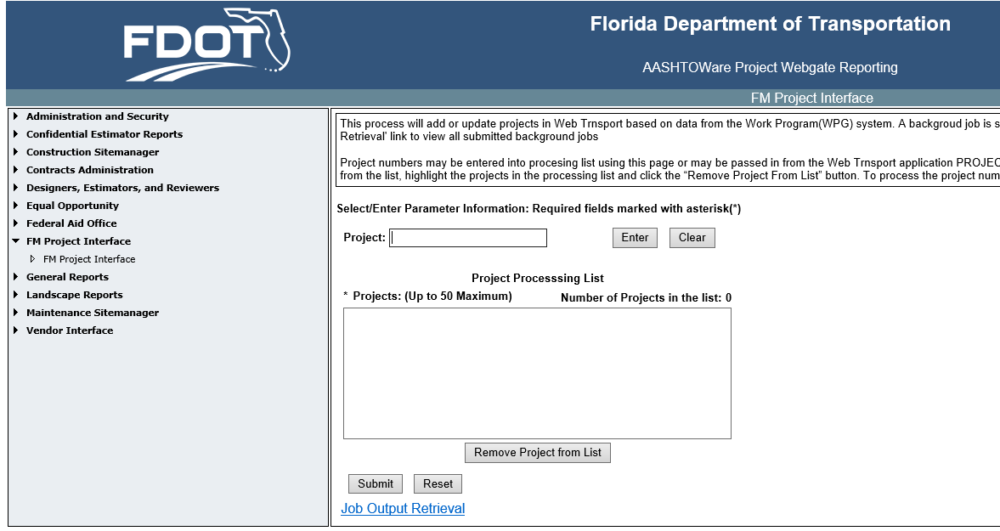 FDOT
Florida Department of Transportation
AASHTOWare Project Webgate Reporting
FM Project Interface
Administration and Security
Confidential Estimator Reports
Construction Sitemanager
Contracts Administration
Designers, Estimators, and Reviewers
Equal Opportunity
Federal Aid Office
FM Project Interface
FM Project Interface
General Reports
Landscape Reports
Maintenance Sitemanager
Vendor Interface
This process will add or update projects in Web Trnsport based on data from the Work Program(WPG) system. A backgroud job is s
Retrieval' link to view all submitted background jobs
Project numbers may be entered into procesing list using this page or may be passed in from the Web Trnsport application PROJEC
from the list, highlight the projects in the processing list and click the “Remove Project From List” button. To process the project num
Select/Enter Parameter Information: Required fields marked with asterisk(*)
Project:
Enter
Clear
Project Processsing List
* Projects: (Up to 50 Maximum)
Number of Projects in the list: 0
Remove Project from List
Submit
Reset
Job Output Retrieval